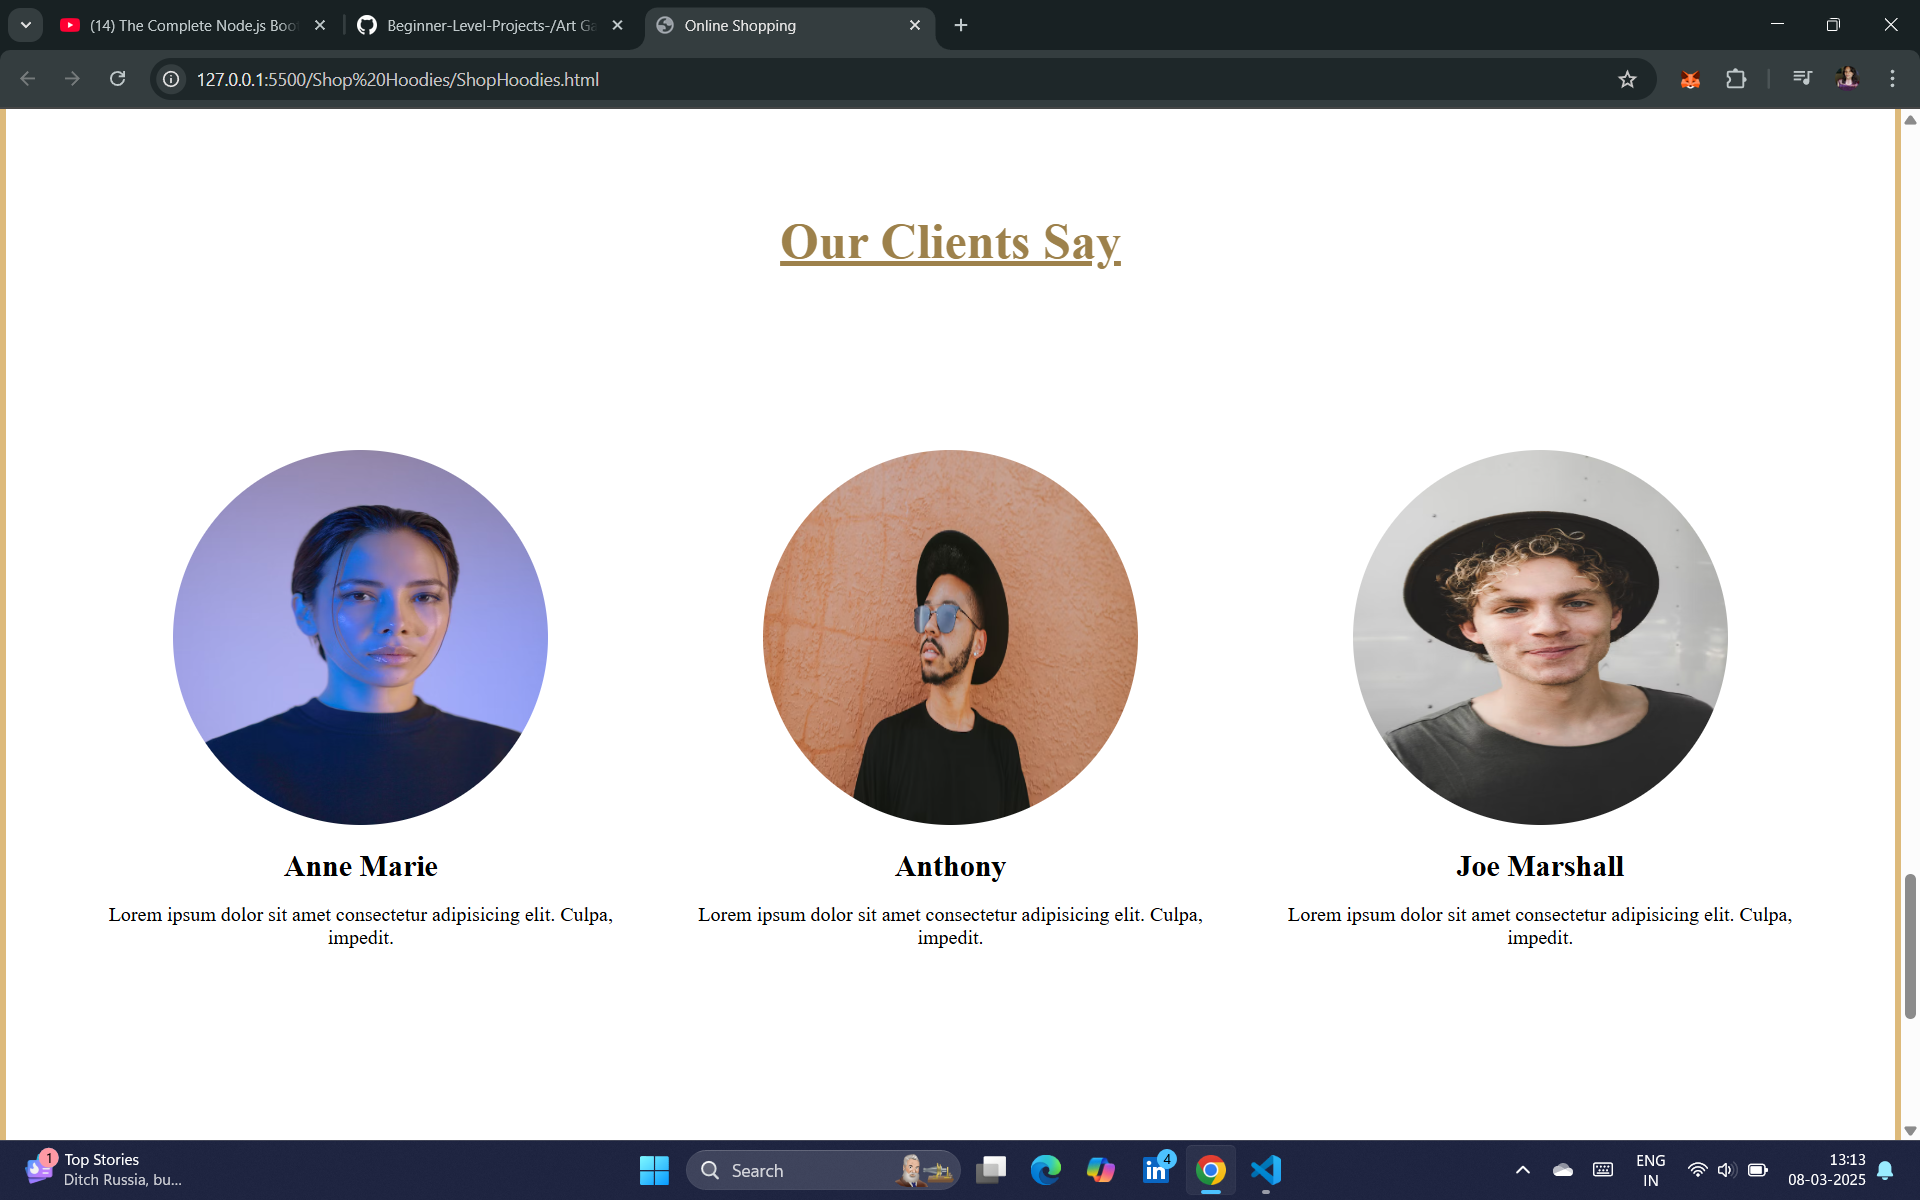 (14) The Complete Node.js Boo
Beginner-Level-Projects-/Art Ga
Online Shopping
127.0.0.1:5500/Shop%20Hoodies/ShopHoodies.html
Our Clients Say
Anne Marie
Lorem ipsum dolor sit amet consectetur adipisicing elit. Culpa,
impedit.
Anthony
Lorem ipsum dolor sit amet consectetur adipisicing elit. Culpa,
impedit.
Joe Marshall
Lorem ipsum dolor sit amet consectetur adipisicing elit. Culpa,
impedit.
1
Top Stories
Ditch Russia, bu...
Search
4
ENG
IN
13:13
08-03-2025